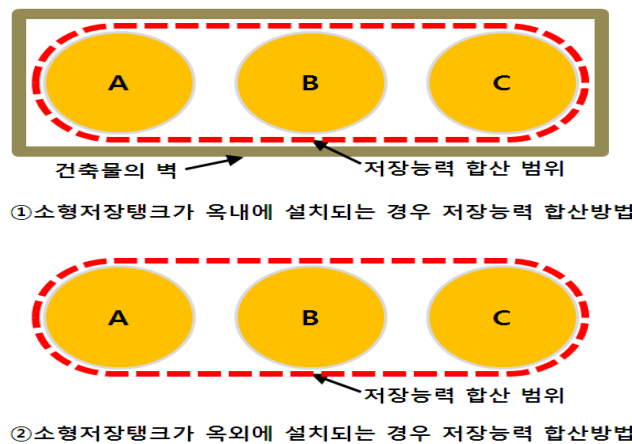 A B C
건축물의 벽 저장능력 합산 범위
①소형저장탱크가 옥내에 설치되는 경우 저장능력 합산방법
A B C
저장능력 합산 범위
②소형저장탱크가 옥외에 설치되는 경우 저장능력 합산방법